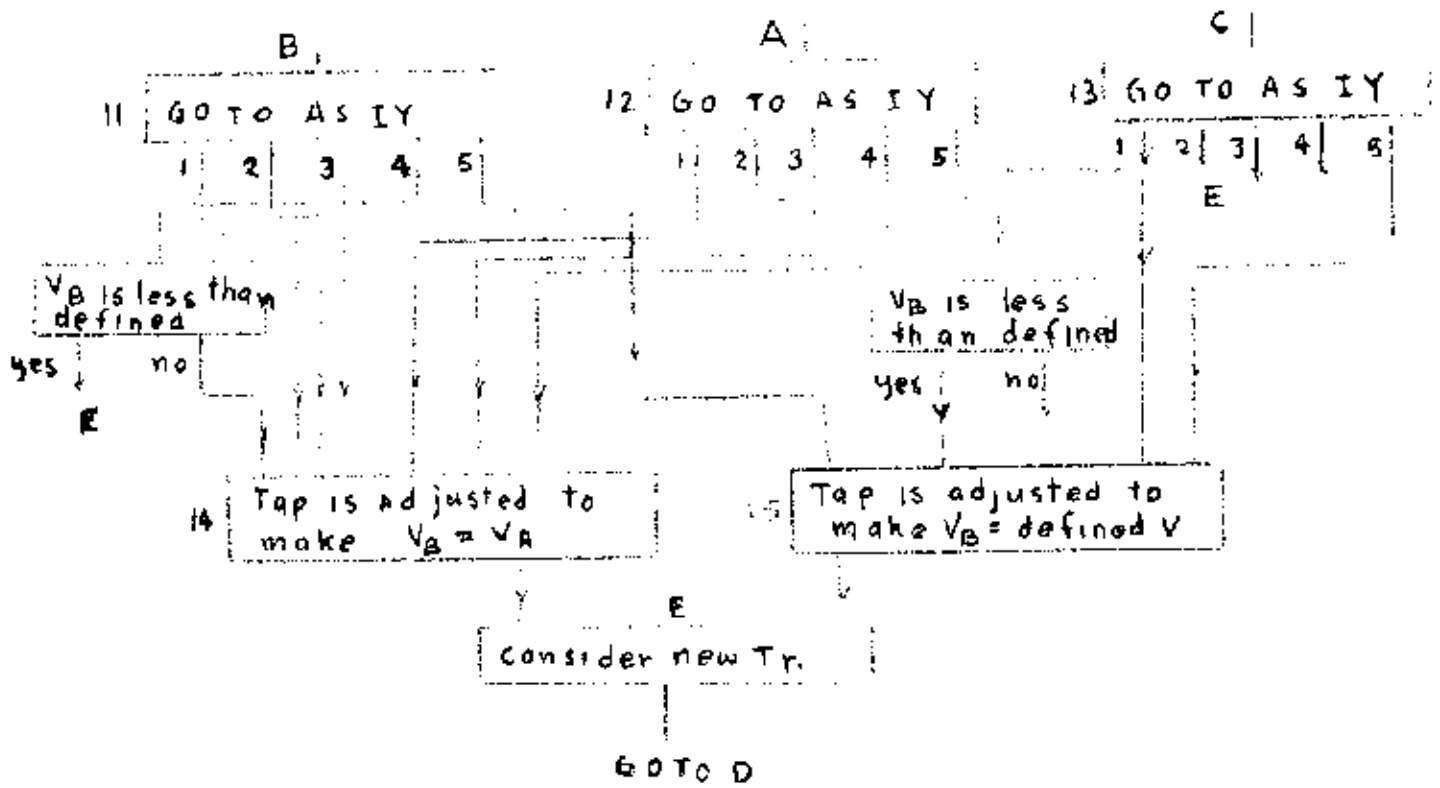 B
A
C
11 GO TO AS IY
12 GO TO AS IY
13 GO TO AS IY
1 2 3 4 5
1 2 3 4 5
1 2 3 4 5
E
VB is less than
defined
VB is less
than defined
yes no
yes no
E
14 Tap is adjusted to
make VB = VA
Tap is adjusted to
make VB = defined V
E
consider new Tr.
GO TO D